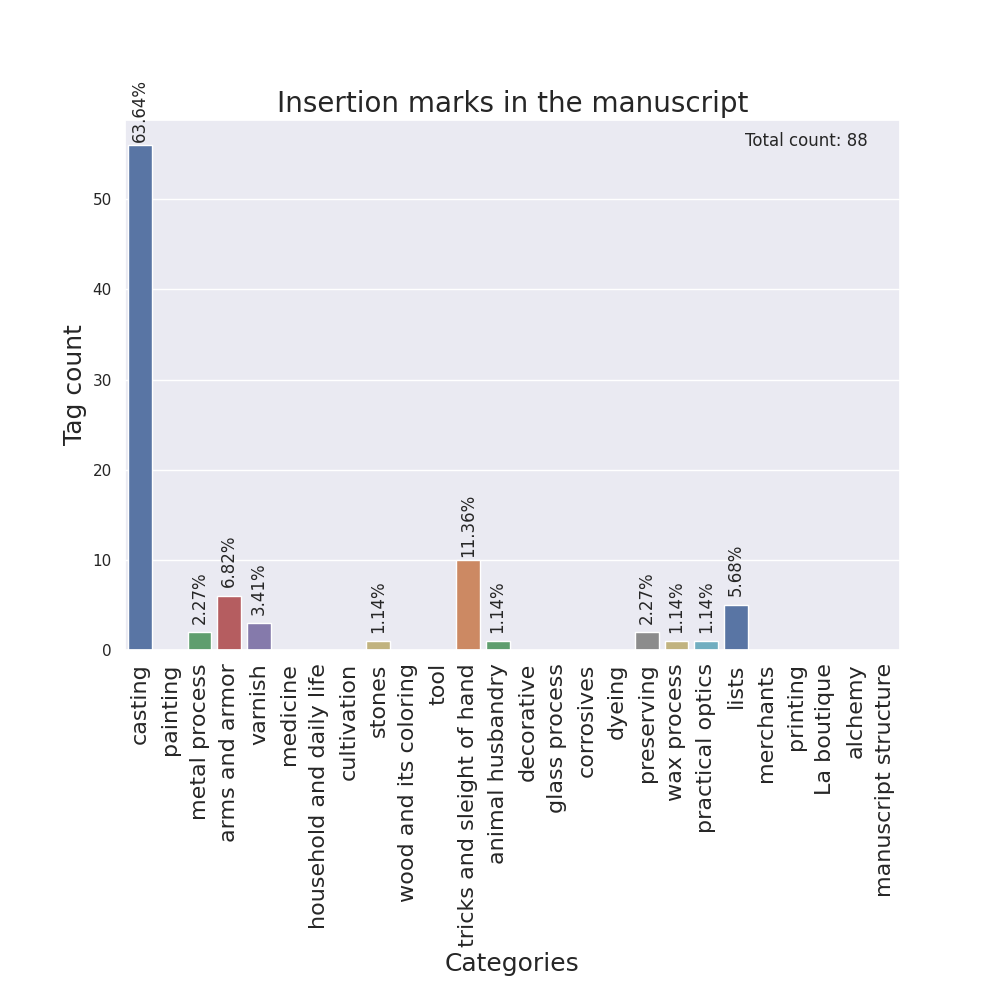 Insertion marks in the manuscript
Total count: 88
Tag count
50
40
30
20
10
0
63.64%
2.27%
6.82%
3.41%
1.14%
11.36%
1.14%
2.27%
1.14%
1.14%
5.68%
casting
painting
metal process
arms and armor
varnish
medicine
household and daily life
cultivation
stones
wood and its coloring
tool
tricks and sleight of hand
animal husbandry
decorative
glass process
corrosives
dyeing
preserving
wax process
practical optics
lists
merchants
printing
La boutique
alchemy
manuscript structure
Categories